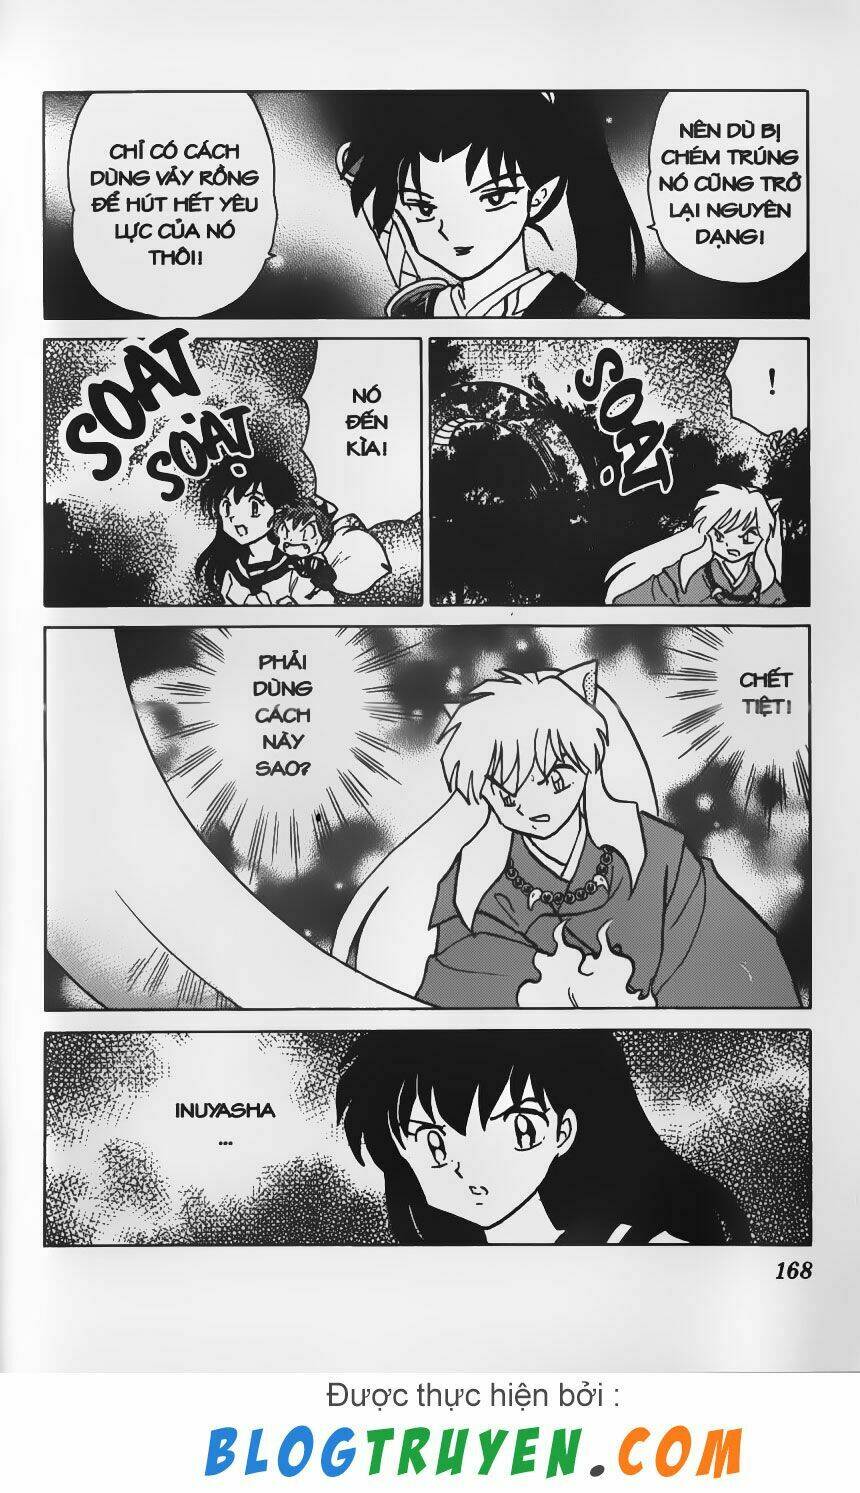 NÊN DÙ BỊ
CHÉM TRÚNG
NÓ CŨNG TRỞ
LẠI NGUYÊN
DẠNG!
CHỈ CÓ CÁCH
DÙNG VẢY RỒNG
ĐỂ HÚT HẾT YÊU
LỰC CỦA NÓ
THÔI!
!
SOẠT
NÓ
ĐẾN
KÌA!
SOẠT
SOẠT
CHẾT
TIỆT!
PHẢI
DÙNG
CÁCH
NÀY
SAO?
INUYASHA
...
168
Được thực hiện bởi :
BLOGTRUYEN.COM